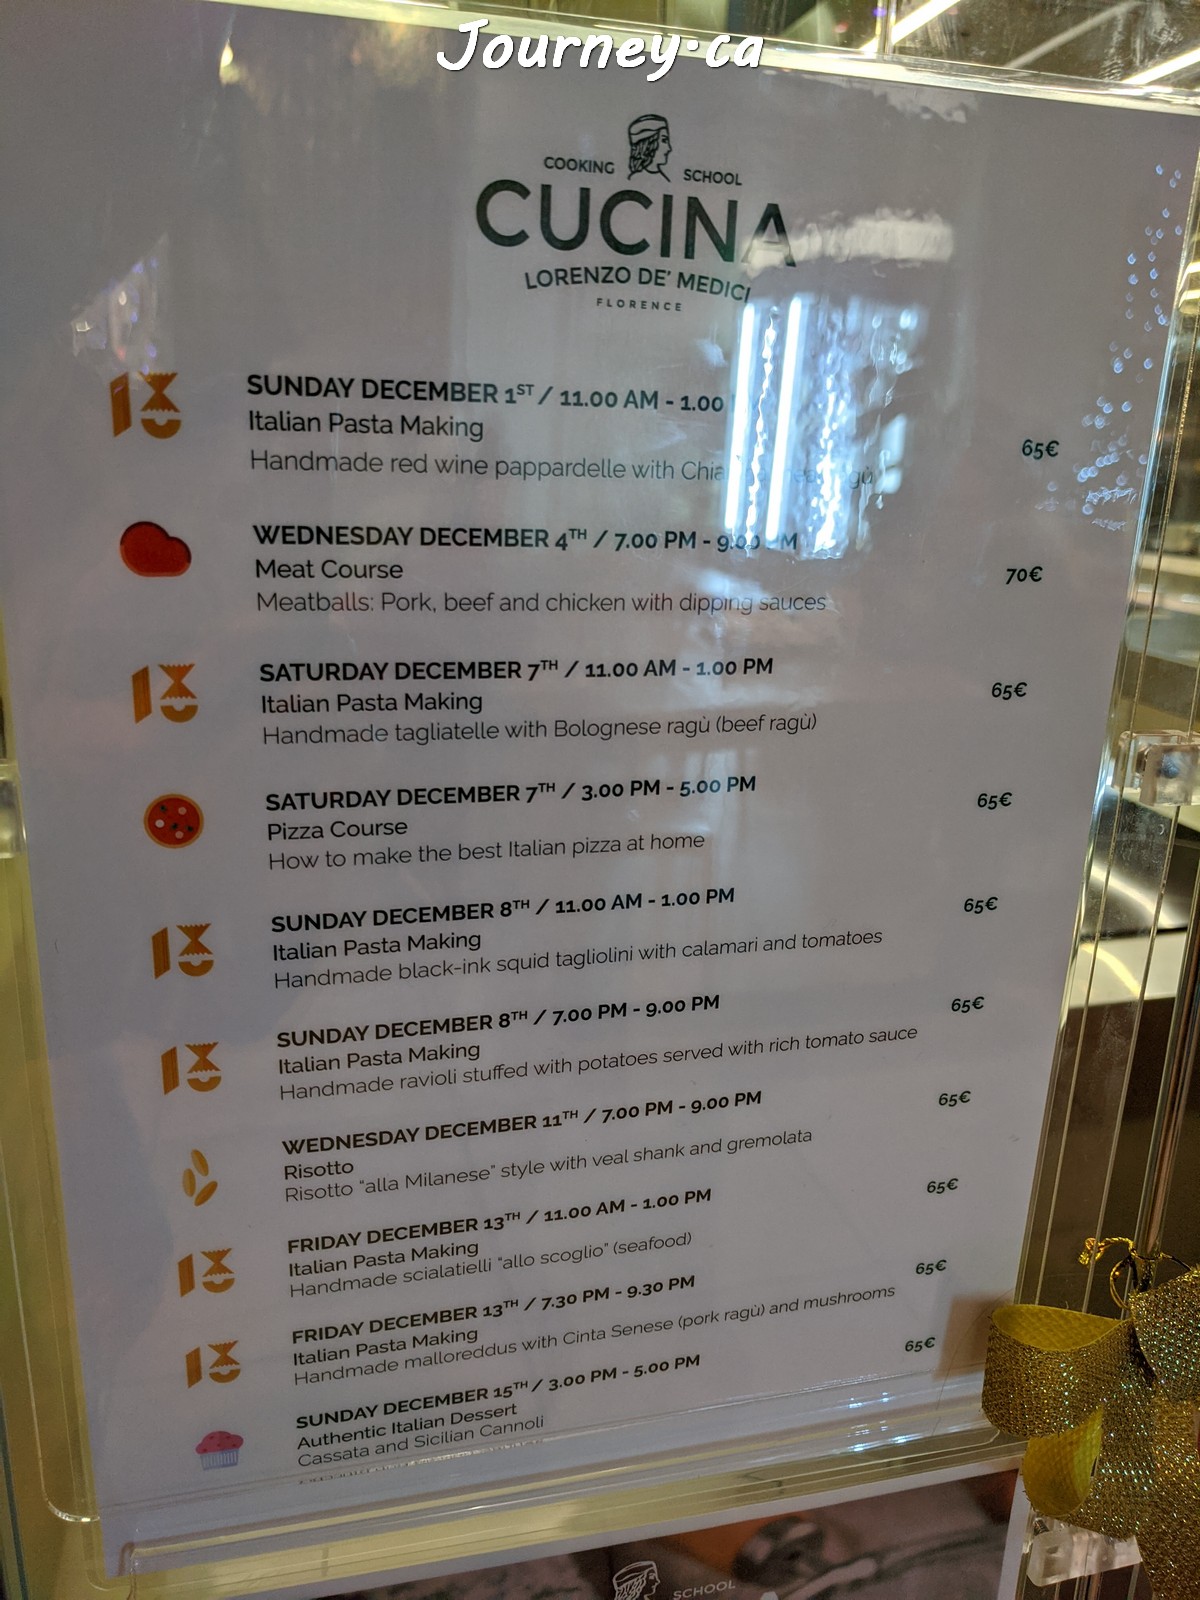 Journey·ca
COOKING SCHOOL
CUCINA
LORENZO DE' MEDICI
FLORENCE
SUNDAY DECEMBER 1ST / 11.00 AM - 1.00
Italian Pasta Making
65€
Handmade red wine pappardelle with
WEDNESDAY DECEMBER 4TH / 7.00 PM - 9.00 PM
Meat Course
70€
Meatballs: Pork, beef and chicken with dipping sauces
SATURDAY DECEMBER 7TH / 11.00 AM - 1.00 PM
Italian Pasta Making
65€
Handmade tagliatelle with Bolognese ragù (beef ragù)
SATURDAY DECEMBER 7TH / 3.00 PM - 5.00 PM
Pizza Course
65€
How to make the best Italian pizza at home
SUNDAY DECEMBER 8TH / 11.00 AM - 1.00 PM
Italian Pasta Making
65€
Handmade black-ink squid tagliolini with calamari and tomatoes
SUNDAY DECEMBER 8TH / 7.00 PM - 9.00 PM
Italian Pasta Making
65€
Handmade ravioli stuffed with potatoes served with rich tomato sauce
WEDNESDAY DECEMBER 11TH / 7.00 PM - 9.00 PM
Risotto
65€
Risotto "alla Milanese" style with veal shank and gremolata
FRIDAY DECEMBER 13TH / 11.00 AM - 1.00 PM
Italian Pasta Making
65€
Handmade scialatielli "allo scoglio" (seafood)
FRIDAY DECEMBER 13TH / 7.30 PM - 9.30 PM
Italian Pasta Making
65€
Handmade malloreddus with Cinta Senese (pork ragù) and mushrooms
SUNDAY DECEMBER 15TH / 3.00 PM - 5.00 PM
Authentic Italian Dessert
65€
Cassata and Sicilian Cannoli
SCHOOL